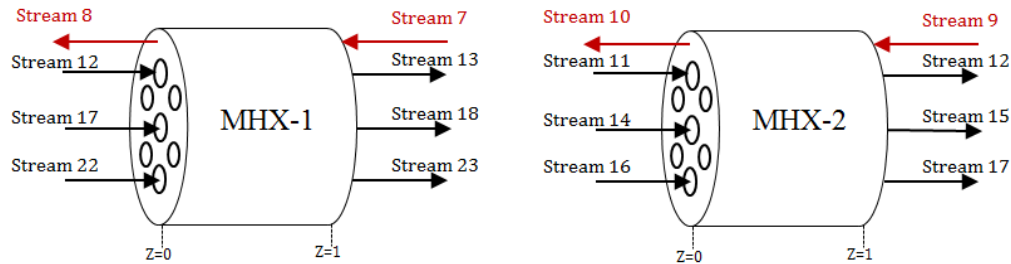 Stream 8
Stream 7
Stream 12
Stream 13
Stream 17
MHX-1
Stream 18
Stream 22
Stream 23
Z=0
Z=1
Stream 10
Stream 9
Stream 11
Stream 12
Stream 14
MHX-2
Stream 15
Stream 16
Stream 17
Z=0
Z=1